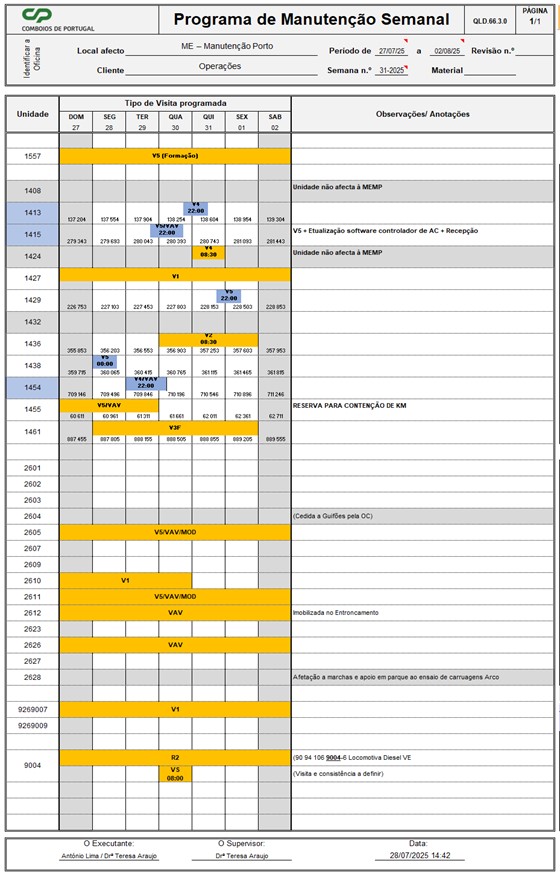 CP
COMBOIOS DE PORTUGAL
Programa de Manutenção Semanal
QLD.66.3.0
PÁGINA
1/1
Identificar a Oficina
Local afecto ME – Manutenção Porto Período de 27/07/25 a 02/08/25 Revisão n.º
Cliente Operações Semana n.º 31-2025 Material
Unidade Tipo de Visita programada Observações/ Anotações
DOM SEG TER QUA QUI SEX SAB
27 28 29 30 31 01 02
1557 V5 (Formação)
1408 Unidade não afecta à MEMP
1413 V4 22:00
137 204 137 554 137 904 138 254 138 604 138 954 139 304
1415 V5/VAV 22:00 V5 + Etualização software controlador de AC + Recepção
279 343 279 693 280 043 280 393 280 743 281 093 281 443
1424 V4 08:30 Unidade não afecta à MEMP
1427 V1
1429 V5 22:00
226 753 227 103 227 453 227 803 228 153 228 503 228 853
1432
1436 V2 08:30
355 853 356 203 356 553 356 903 357 253 357 603 357 953
1438 V5 00:00
359 715 360 065 360 415 360 765 361 115 361 465 361 815
1454 V4/VAV 22:00
709 146 709 496 709 846 710 196 710 546 710 896 711 246
1455 V5/VAV RESERVA PARA CONTENÇÃO DE KM
60 611 60 961 61 311 61 661 62 011 62 361 62 711
1461 V3F
887 455 887 805 888 155 888 505 888 855 889 205 889 555
2601
2602
2603
2604 (Cedida a Guifões pela OC)
2605 V5/VAV/MOD
2607
2609
2610 V1
2611 V5/VAV/MOD
2612 VAV Imobilizada no Entroncamento
2623
2626 VAV
2627
2628 Afetação a marchas e apoio em parque ao ensaio de carruagens Arco
9269007 V1
9269009
9004 R2 (90 94 106 9004-6 Locomotiva Diesel VE
VS 08:00 (Visita e consistência a definir)
O Executante: O Supervisor: Data:
António Lima / Drª Teresa Araujo Drª Teresa Araujo 28/07/2025 14:42